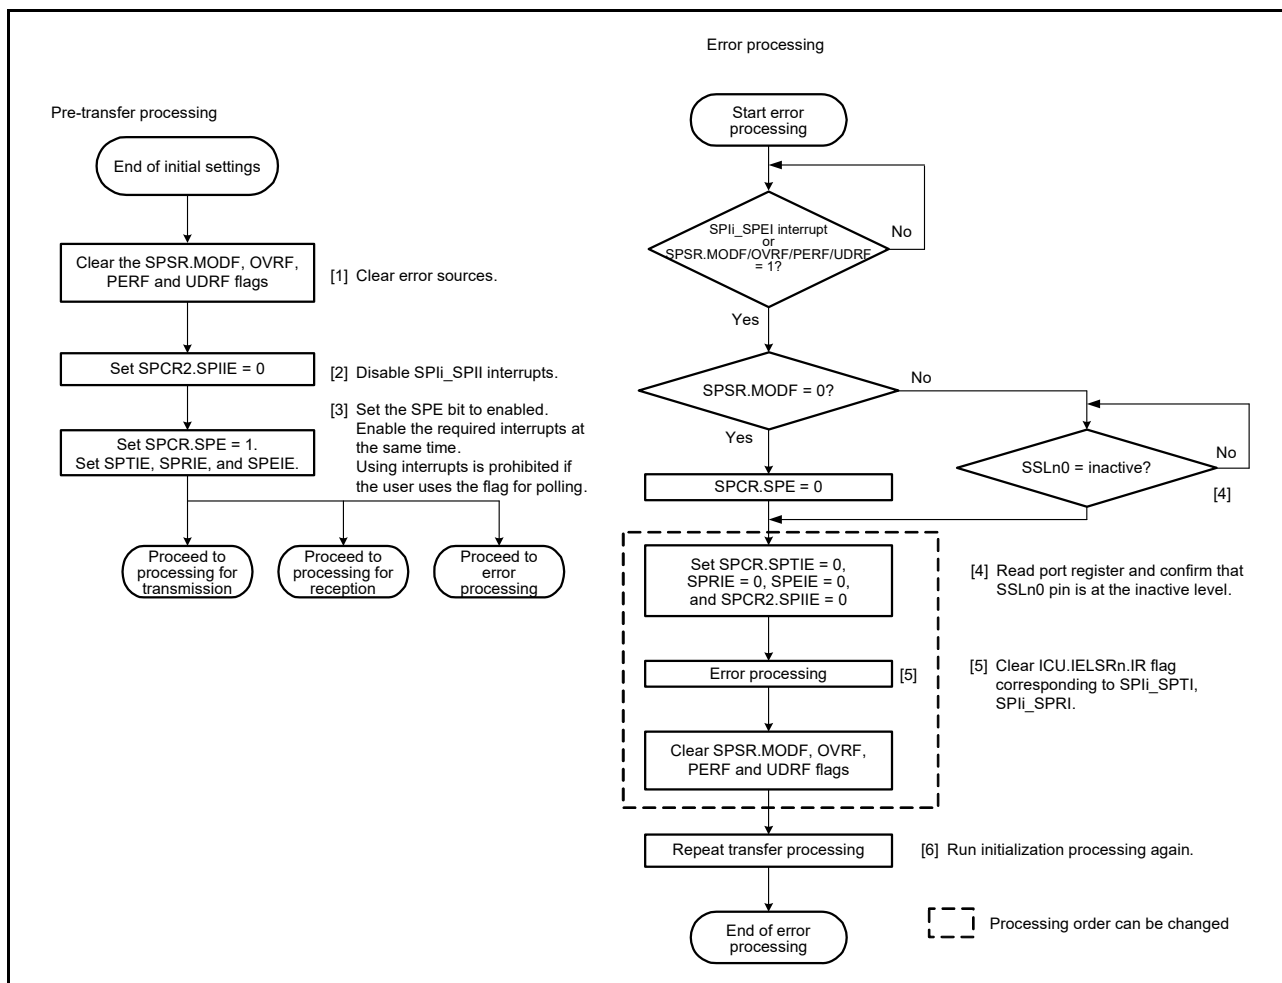 Pre-transfer processing
End of initial settings
Clear the SPSR.MODF, OVRF,
PERF and UDRF flags
[1] Clear error sources.
Set SPCR2.SPIIE = 0
[2] Disable SPIi_SPII interrupts.
Set SPCR.SPE = 1.
Set SPTIE, SPRIE, and SPEIE.
[3] Set the SPE bit to enabled.
Enable the required interrupts at
the same time.
Using interrupts is prohibited if
the user uses the flag for polling.
Proceed to
processing for
transmission
Proceed to
processing for
reception
Proceed to
error
processing
Error processing
Start error
processing
SPIi_SPEI interrupt
or
SPSR.MODF/OVRF/PERF/UDRF
= 1?
No
Yes
SPSR.MODF = 0?
No
Yes
SSLn0 = inactive?
No
[4]
SPCR.SPE = 0
Set SPCR.SPTIE = 0,
SPRIE = 0, SPEIE = 0,
and SPCR2.SPIIE = 0
[4] Read port register and confirm that
SSLn0 pin is at the inactive level.
Error processing
[5]
[5] Clear ICU.IELSRn.IR flag
corresponding to SPIi_SPTI,
SPIi_SPRI.
Clear SPSR.MODF, OVRF,
PERF and UDRF flags
Repeat transfer processing
[6] Run initialization processing again.
End of error
processing
Processing order can be changed